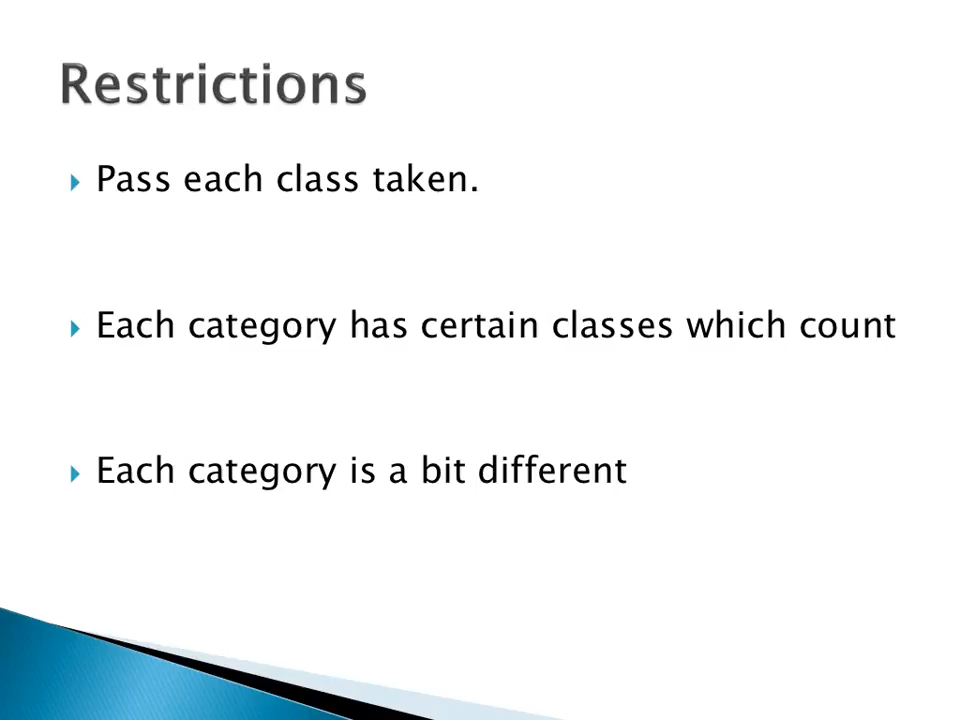 Restrictions
Pass each class taken.
Each category has certain classes which count
Each category is a bit different